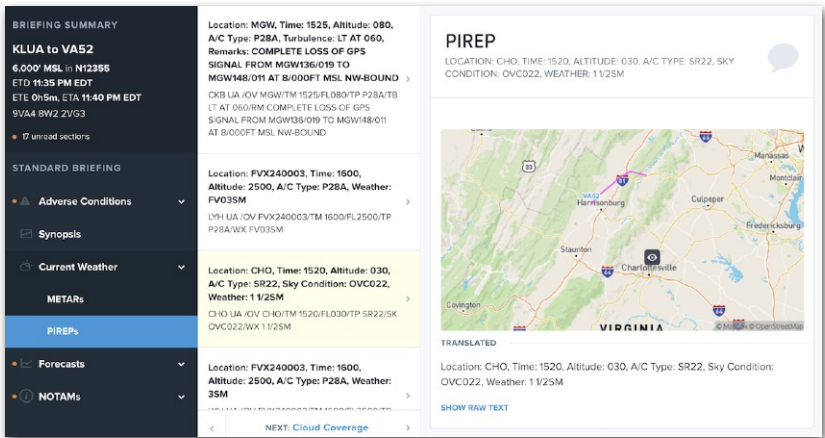 BRIEFING SUMMARY
KLUA to VA52
6,000' MSL in N12355
ETD 11:35 PM EDT
ETE 0h5m, ETA 11:40 PM EDT
9VA4 8W2 2VG3
17 unread sections
STANDARD BRIEFING
Adverse Conditions
Synopsis
Current Weather
METARs
PIREPs
Forecasts
NOTAMs
Location: MGW, Time: 1525, Altitude: 080,
A/C Type: P28A, Turbulence: LT AT 060,
Remarks: COMPLETE LOSS OF GPS
SIGNAL FROM MGW136/019 TO
MGW148/011 AT 8/000FT MSL NW-BOUND
CKB UA /OV MGW/TM 1525/FL080/TP P28A/TB
LT AT 060/RM COMPLETE LOSS OF GPS
SIGNAL FROM MGW136/019 TO MGW148/011
AT 8/000FT MSL NW-BOUND
Location: FVX240003, Time: 1600,
Altitude: 2500, A/C Type: P28A, Weather:
FV03SM
LYH UA /OV FVX240003/TM 1600/FL2500/TP
P28A/WX FV03SM
Location: CHO, Time: 1520, Altitude: 030,
A/C Type: SR22, Sky Condition: OVC022,
Weather: 1 1/2SM
CHO UA /OV CHO/TM 1520/FL030/TP SR22/SK
OVC022/WX 1 1/2SM
Location: FVX240003, Time: 1600,
Altitude: 2500, A/C Type: P28A, Weather:
3SM
NEXT: Cloud Coverage
PIREP
LOCATION: CHO, TIME: 1520, ALTITUDE: 030, A/C TYPE: SR22, SKY
CONDITION: OVC022, WEATHER: 1 1/2SM
44
33
Manassas
Montclair
81
VA52
Harrisonburg
Culpeper
Fredericksburg
Staunton
64
Charlottesville
Covington
64
VIRGINIA
© Mapbox © OpenStreetMap
TRANSLATED
Location: CHO, Time: 1520, Altitude: 030, A/C Type: SR22, Sky Condition:
OVC022, Weather: 1 1/2SM
SHOW RAW TEXT